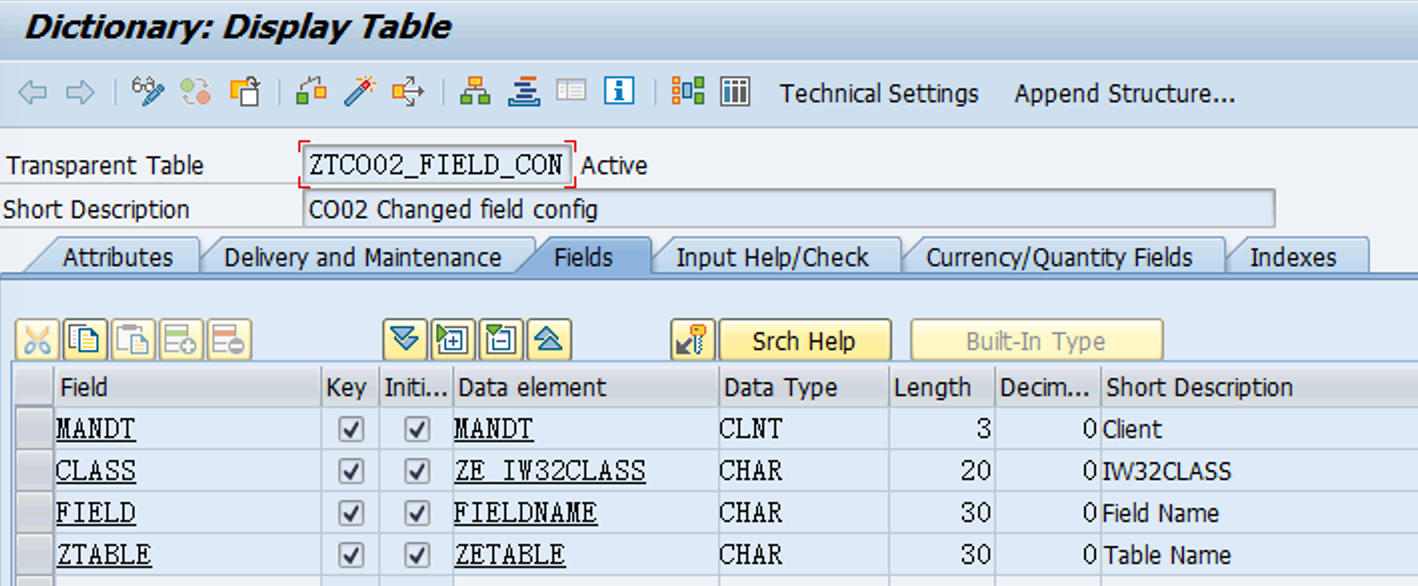 Dictionary: Display Table
Technical Settings Append Structure...
Transparent Table ZTCO02_FIELD_CON Active
Short Description CO02 Changed field config
Attributes Delivery and Maintenance Fields Input Help/Check Currency/Quantity Fields Indexes
Srch Help Built-In Type
Field Key Initi... Data element Data Type Length Decim... Short Description
MANDT MANDT CLNT 3 0 Client
CLASS ZE_IW32CLASS CHAR 20 0 IW32CLASS
FIELD FIELDNAME CHAR 30 0 Field Name
ZTABLE ZETABLE CHAR 30 0 Table Name